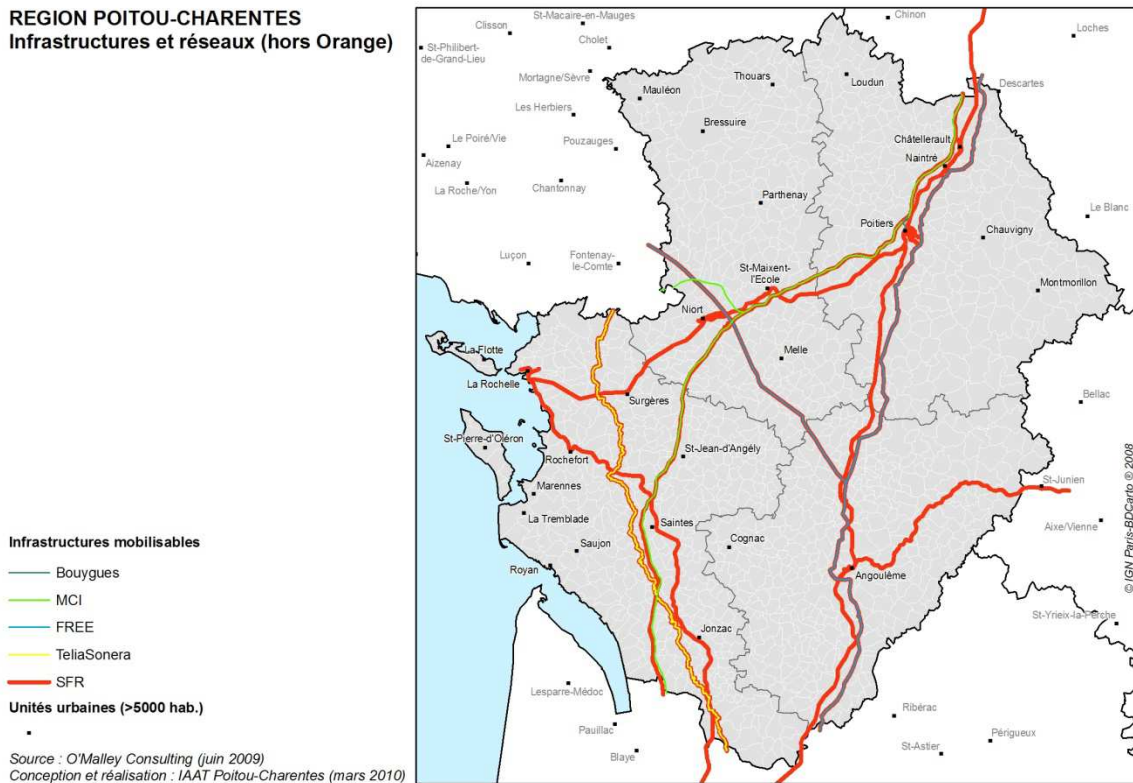 REGION POITOU-CHARENTES
Infrastructures et réseaux (hors Orange)
St-Macaire-en-Mauges
Chinon
Clisson
Loches
St-Philibert-
de-Grand-Lieu
Cholet
Mortagne/Sèvre
Thouars
Loudun
Descartes
Mauléon
Les Herbiers
Bressuire
Le Poiré/Vie
Pouzauges
Châtellerault
Aizenay
Naintré
La Roche/Yon
Chantonnay
Parthenay
Le Blanc
Poitiers
Chauvigny
Luçon
Fontenay-
le-Comte
St-Maixent-
l'Ecole
Montmorillon
Niort
La Flotte
Melle
La Rochelle
Surgères
Bellac
St-Pierre-d'Oléron
Rochefort
St-Jean-d'Angély
St-Junien
Marennes
La Tremblade
Saintes
Aixe/Vienne
Saujon
Cognac
Royan
Angoulême
St-Yrieix-la-Perche
Jonzac
Lesparre-Médoc
Ribérac
Pauillac
Périgueux
Blaye
St-Astier
© IGN Paris-BDCarto ® 2008
Infrastructures mobilisables
Bouygues
MCI
FREE
TeliaSonera
SFR
Unités urbaines (>5000 hab.)
Source : O'Malley Consulting (juin 2009)
Conception et réalisation : IAAT Poitou-Charentes (mars 2010)